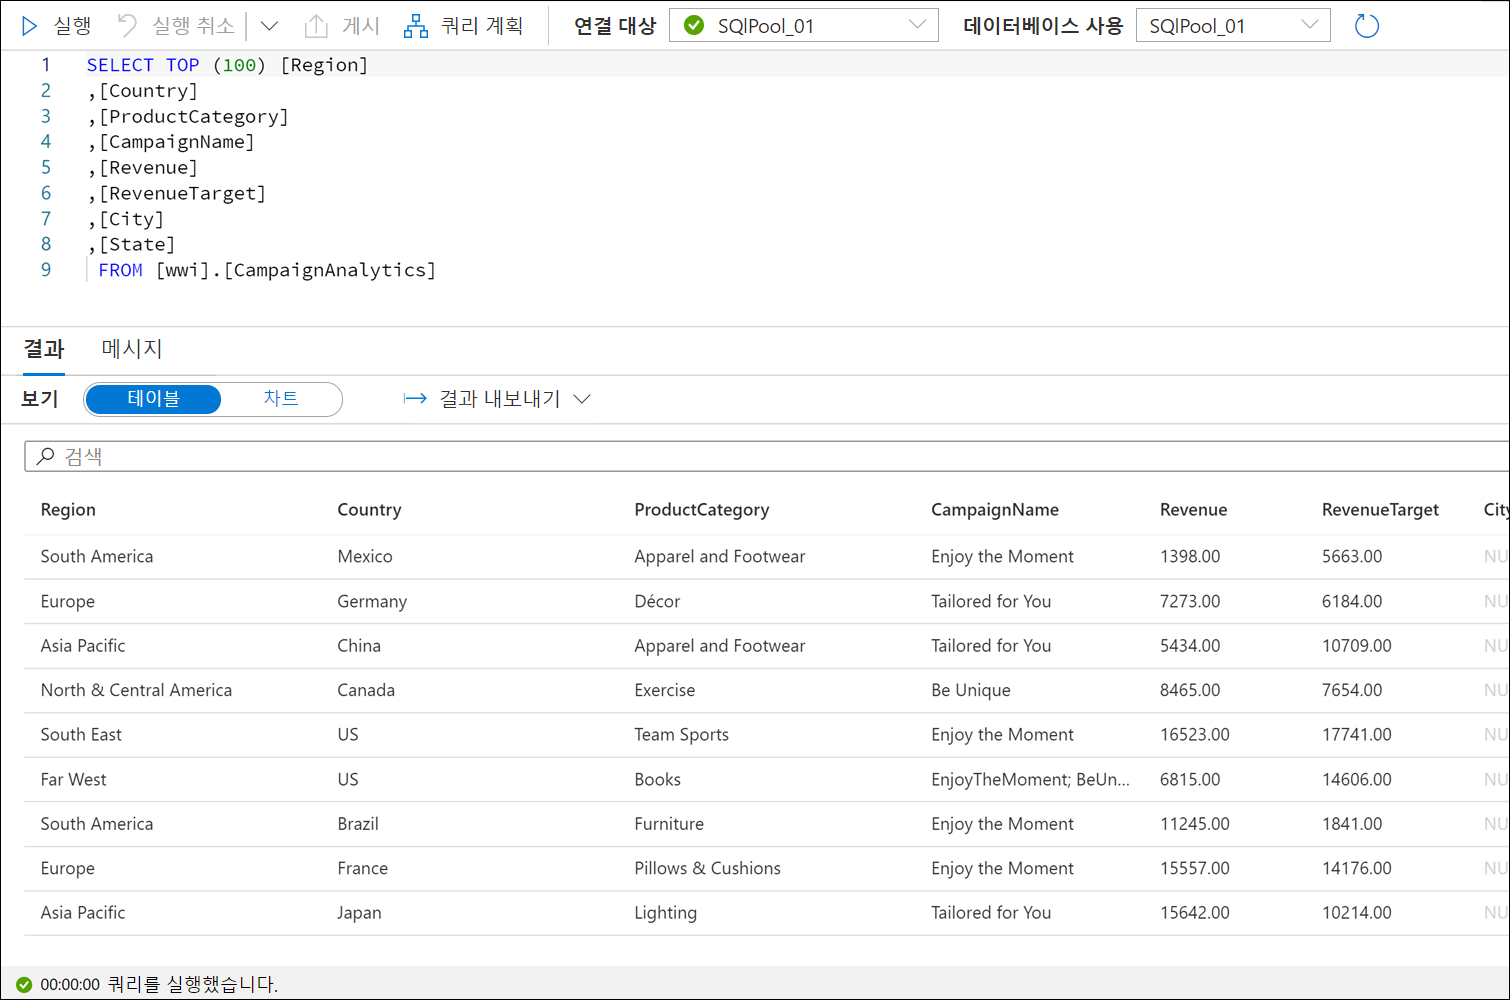 실행 실행 취소 게시 쿼리 계획 연결 대상 SQlPool_01 데이터베이스 사용 SQlPool_01
1 SELECT TOP (100) [Region]
2 ,[Country]
3 ,[ProductCategory]
4 ,[CampaignName]
5 ,[Revenue]
6 ,[RevenueTarget]
7 ,[City]
8 ,[State]
9 FROM [wwi].[CampaignAnalytics]
결과 메시지
보기 테이블 차트 결과 내보내기
검색
Region Country ProductCategory CampaignName Revenue RevenueTarget City
South America Mexico Apparel and Footwear Enjoy the Moment 1398.00 5663.00 NU
Europe Germany Décor Tailored for You 7273.00 6184.00 NU
Asia Pacific China Apparel and Footwear Tailored for You 5434.00 10709.00 NU
North & Central America Canada Exercise Be Unique 8465.00 7654.00 NU
South East US Team Sports Enjoy the Moment 16523.00 17741.00 NU
Far West US Books EnjoyTheMoment; BeUn... 6815.00 14606.00 NU
South America Brazil Furniture Enjoy the Moment 11245.00 1841.00 NU
Europe France Pillows & Cushions Enjoy the Moment 15557.00 14176.00 NU
Asia Pacific Japan Lighting Tailored for You 15642.00 10214.00 NU
00:00:00 쿼리를 실행했습니다.